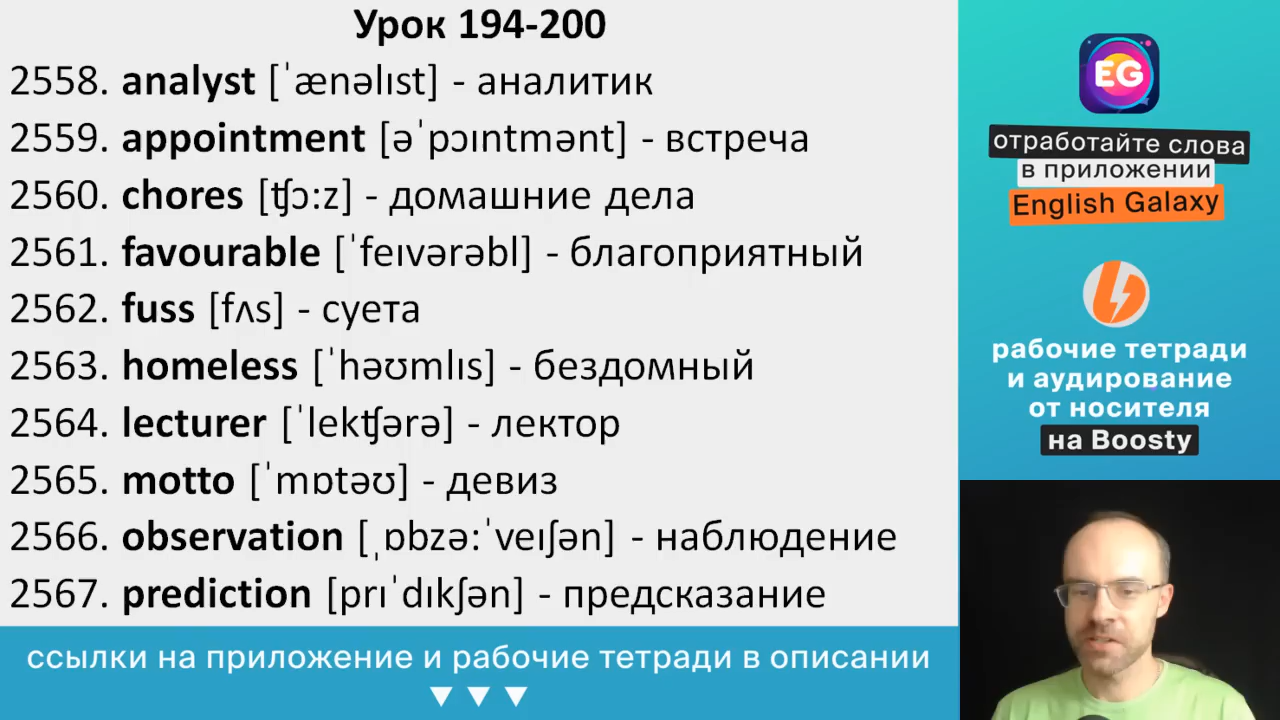 Урок 194-200
2558. analyst [ˈænəlɪst] - аналитик
2559. appointment [əˈpɔɪntmənt] - встреча
2560. chores [ʧɔ:z] - домашние дела
2561. favourable [ˈfeɪvərəbl] - благоприятный
2562. fuss [fʌs] - суета
2563. homeless [ˈhəʊmlɪs] - бездомный
2564. lecturer [ˈlekʧərə] - лектор
2565. motto [ˈmɒtəʊ] - девиз
2566. observation [ˌɒbzə:ˈveɪʃən] - наблюдение
2567. prediction [prɪˈdɪkʃən] - предсказание
ссылки на приложение и рабочие тетради в описании
EG
отработайте слова
в приложении
English Galaxy
рабочие тетради
и аудирование
от носителя
на Boosty